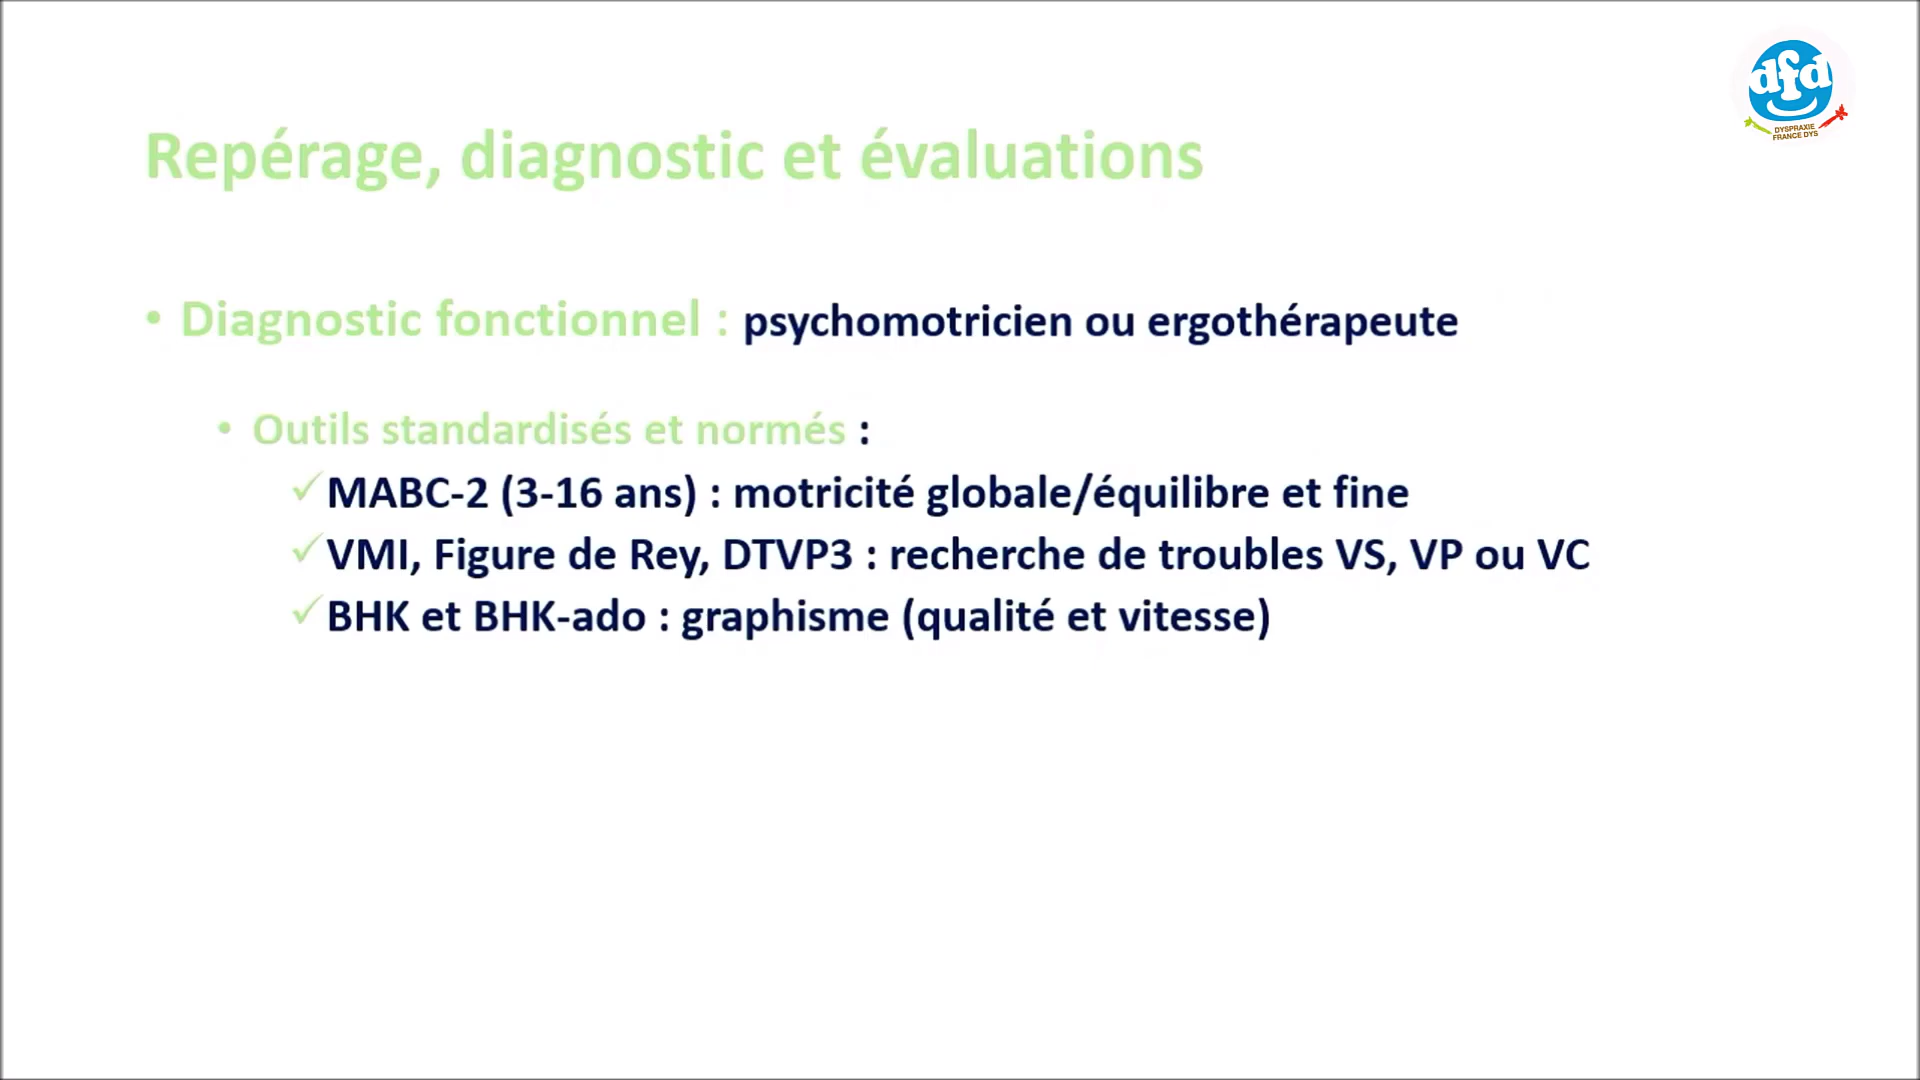 dfd
DYSPRAXIE
FRANCE DYS
Repérage, diagnostic et évaluations
• Diagnostic fonctionnel : psychomotricien ou ergothérapeute
• Outils standardisés et normés :
✓MABC-2 (3-16 ans) : motricité globale/équilibre et fine
✓VMI, Figure de Rey, DTVP3 : recherche de troubles VS, VP ou VC
✓BHK et BHK-ado : graphisme (qualité et vitesse)